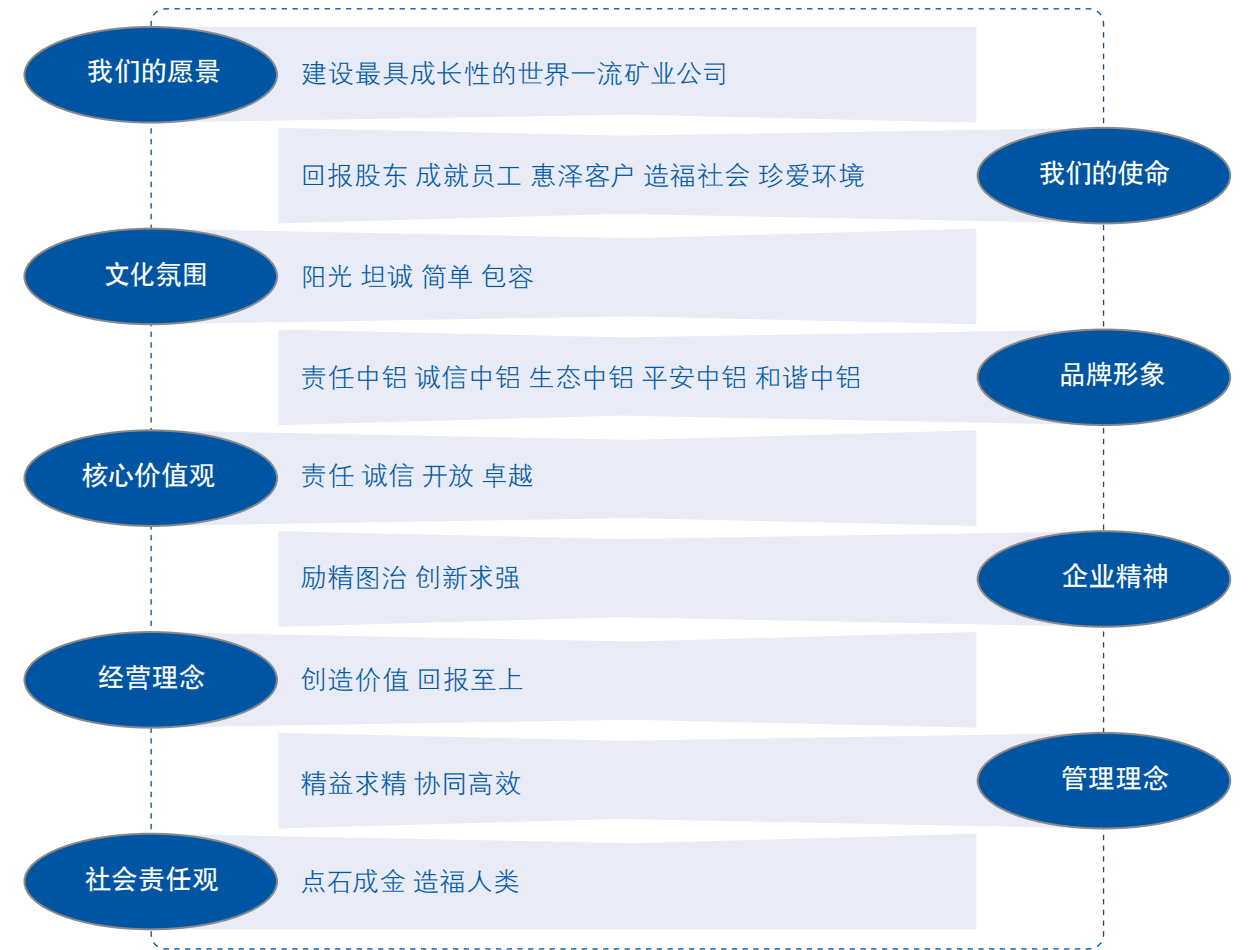 我们的愿景
建设最具成长性的世界一流矿业公司
回报股东 成就员工 惠泽客户 造福社会 珍爱环境
我们的使命
文化氛围
阳光 坦诚 简单 包容
责任中铝 诚信中铝 生态中铝 平安中铝 和谐中铝
品牌形象
核心价值观
责任 诚信 开放 卓越
励精图治 创新求强
企业精神
经营理念
创造价值 回报至上
精益求精 协同高效
管理理念
社会责任观
点石成金 造福人类